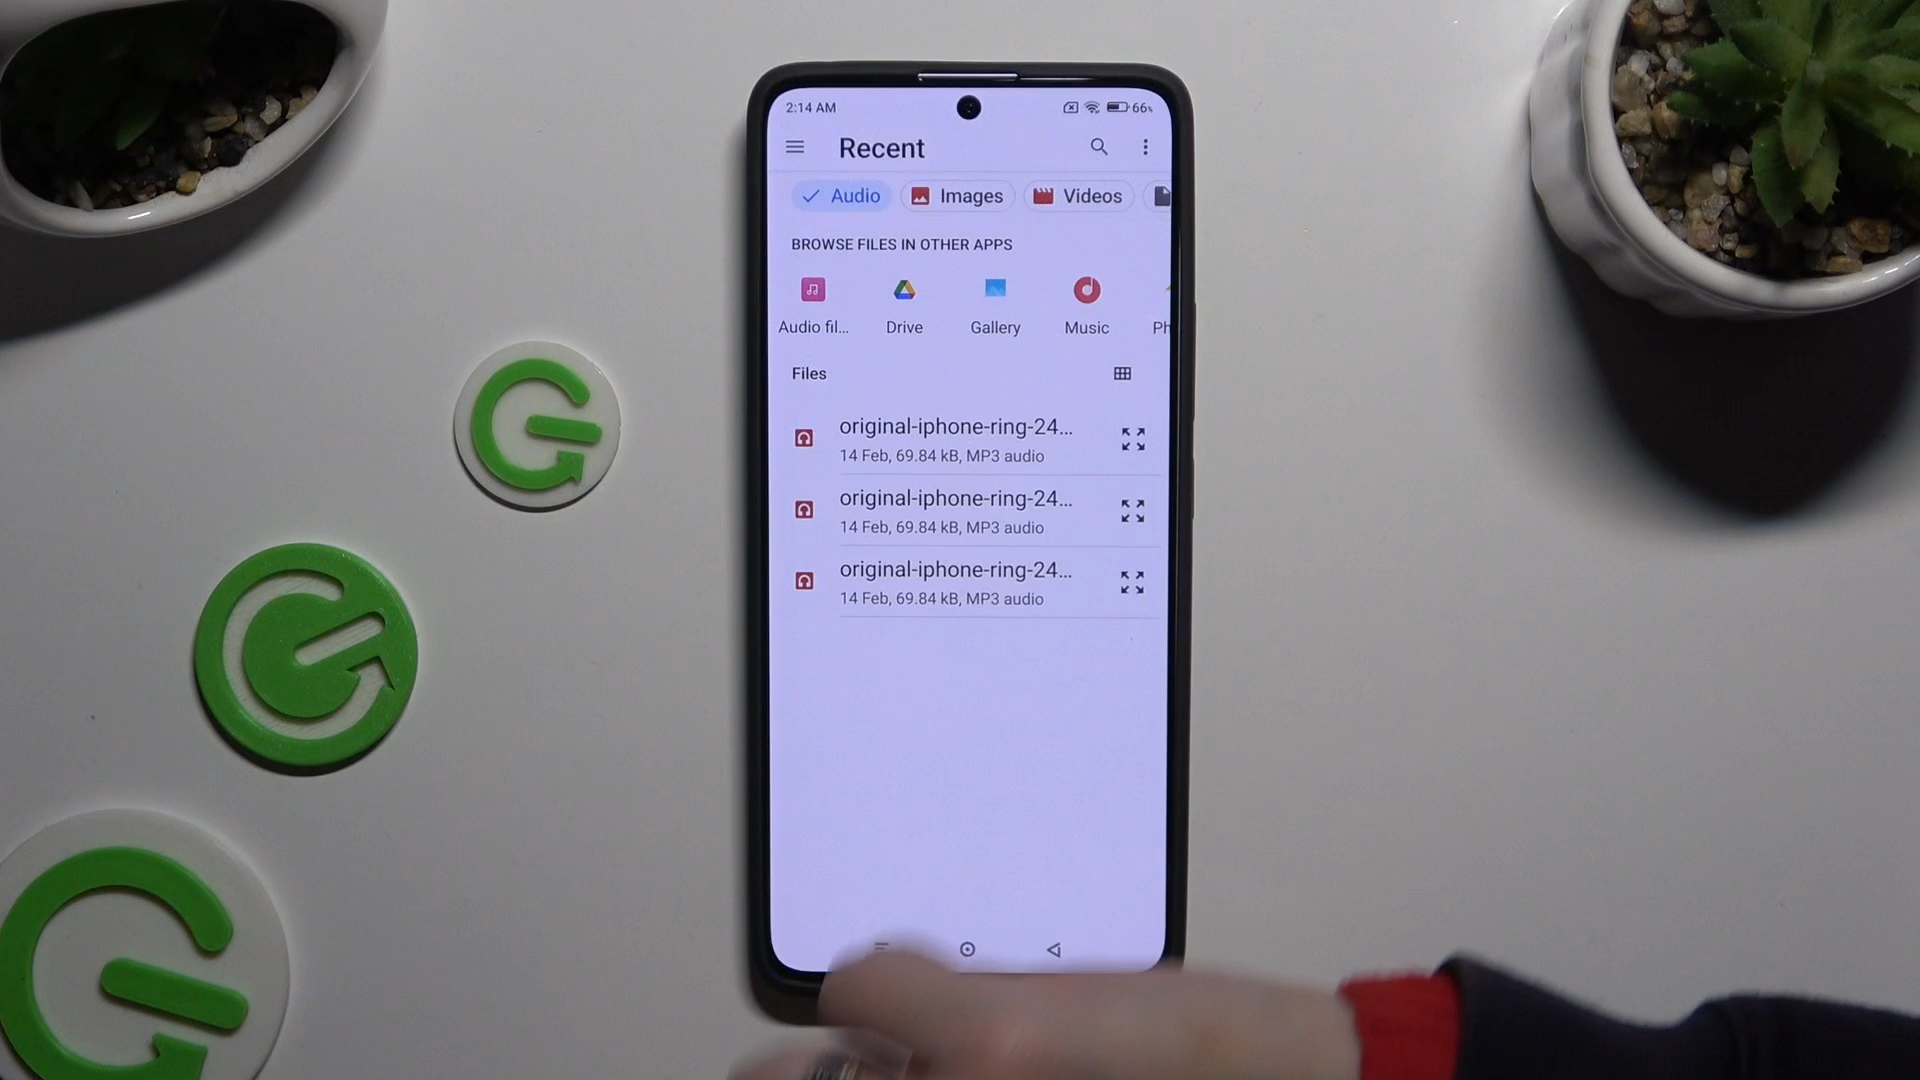 2:14 AM
66%
Recent
Audio
Images
Videos
BROWSE FILES IN OTHER APPS
Audio fil...
Drive
Gallery
Music
Ph
Files
original-iphone-ring-24...
14 Feb, 69.84 kB, MP3 audio
original-iphone-ring-24...
14 Feb, 69.84 kB, MP3 audio
original-iphone-ring-24...
14 Feb, 69.84 kB, MP3 audio